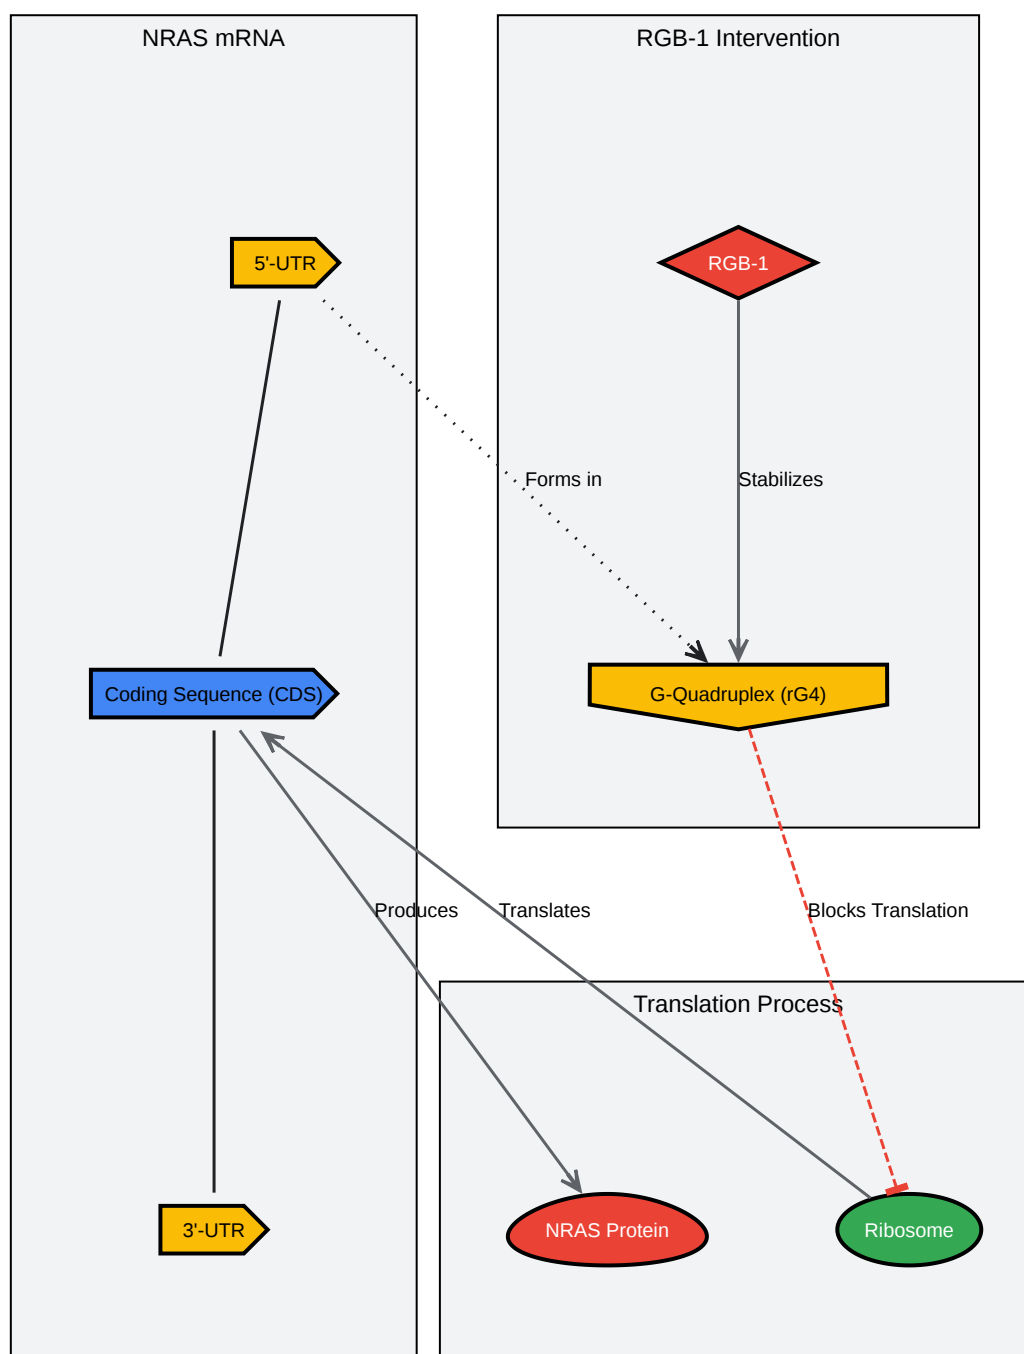 NRAS mRNA
RGB-1 Intervention
5'-UTR
RGB-1
Forms in
Stabilizes
Coding Sequence (CDS)
G-Quadruplex (rG4)
Produces
Translates
Blocks Translation
Translation Process
3'-UTR
NRAS Protein
Ribosome